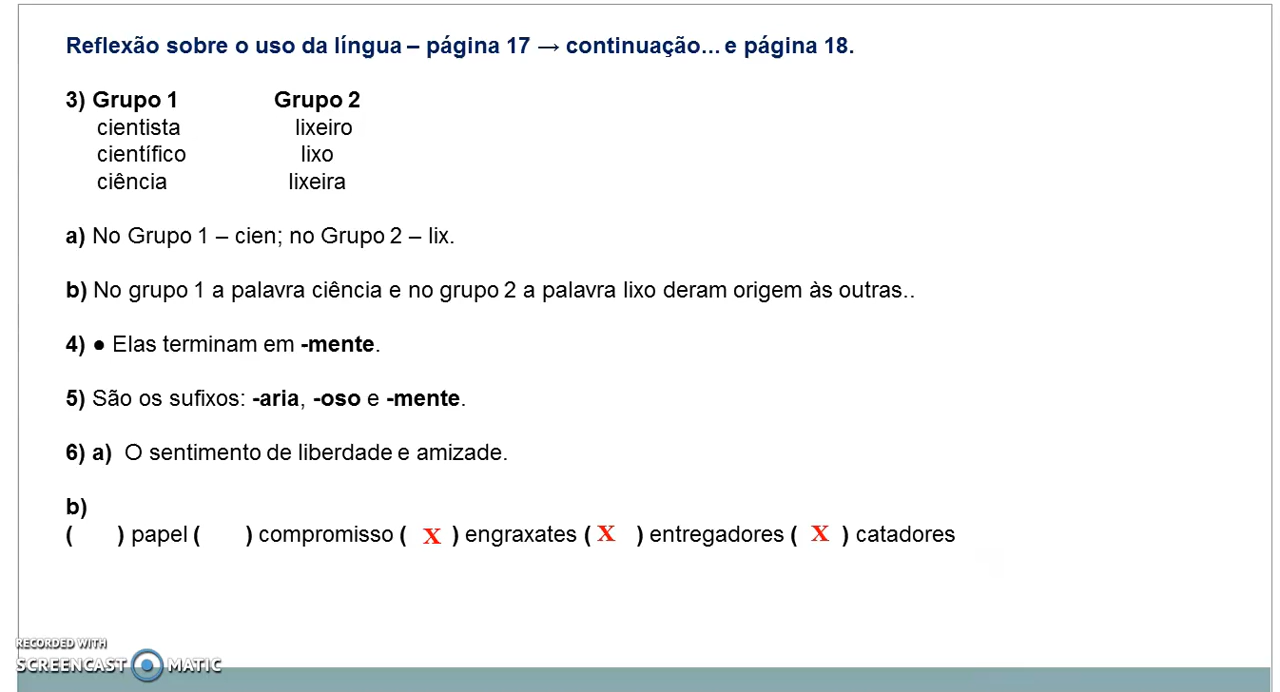 Reflexão sobre o uso da língua – página 17 → continuação... e página 18.
3) Grupo 1 Grupo 2
cientista lixeiro
científico lixo
ciência lixeira
a) No Grupo 1 – cien; no Grupo 2 – lix.
b) No grupo 1 a palavra ciência e no grupo 2 a palavra lixo deram origem às outras..
4) ● Elas terminam em -mente.
5) São os sufixos: -aria, -oso e -mente.
6) a) O sentimento de liberdade e amizade.
b)
( ) papel ( ) compromisso ( X ) engraxates ( X ) entregadores ( X ) catadores
RECORDED WITH
SCREENCAST MATIC